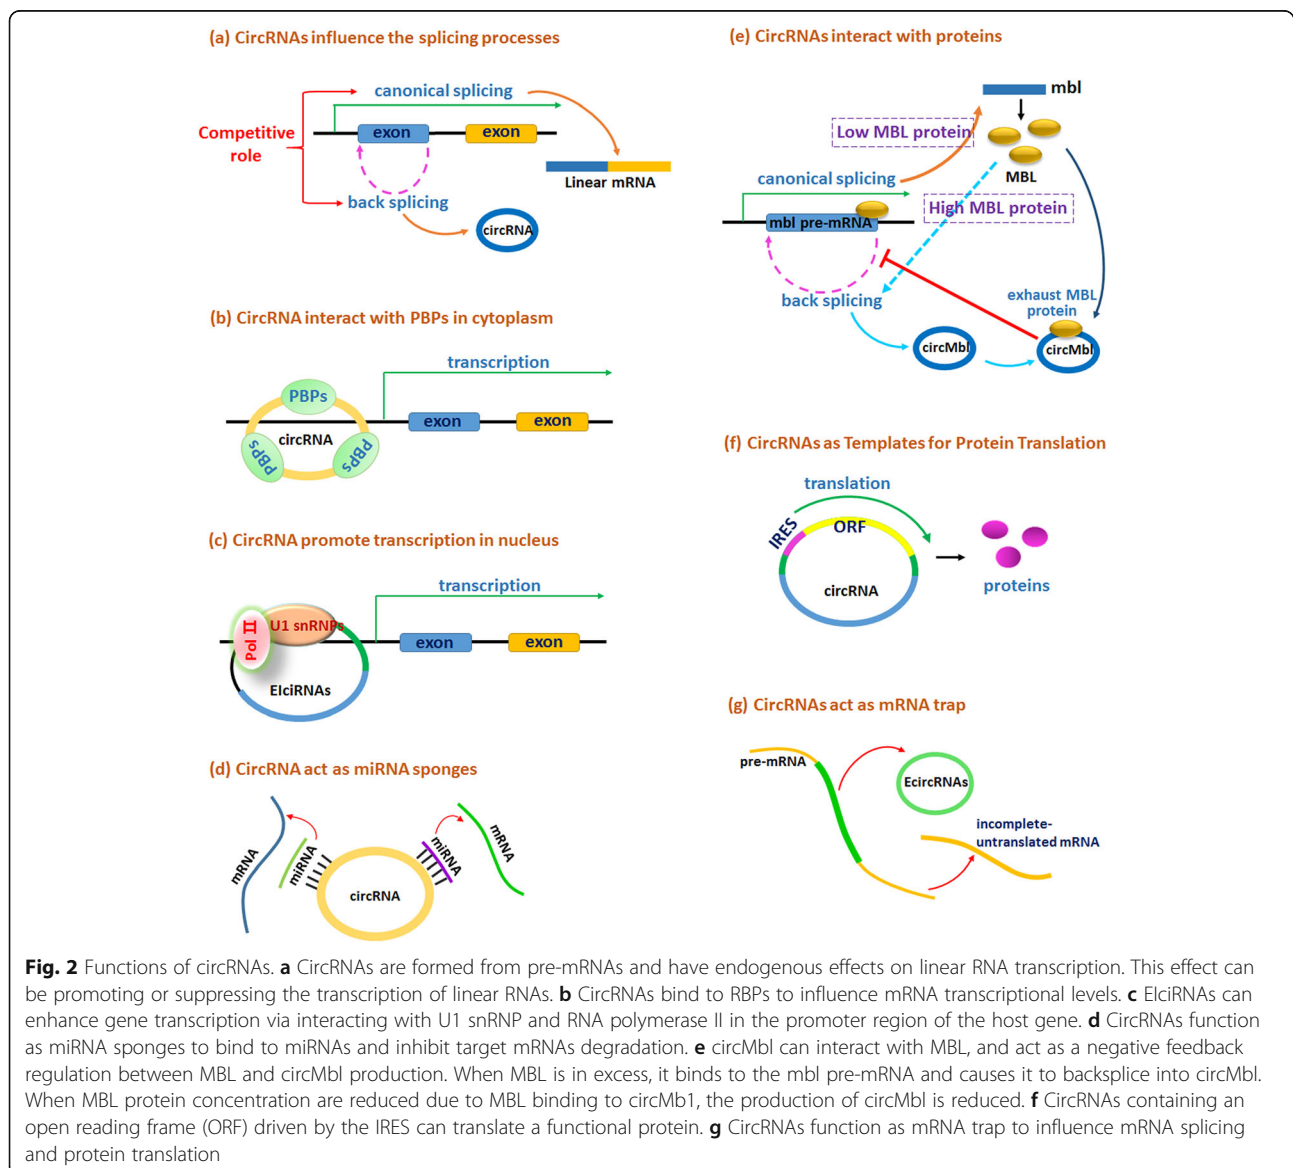 (a) CircRNAs influence the splicing processes
canonical splicing
exon
exon
Competitive
role
Linear mRNA
back splicing
circRNA
(b) CircRNA interact with PBPs in cytoplasm
transcription
PBPs
exon
exon
circRNA
PBPs
PBPs
(c) CircRNA promote transcription in nucleus
transcription
U1 snRNPs
Pol II
exon
exon
EIciRNAs
(d) CircRNA act as miRNA sponges
mRNA
miRNA
miRNA
mRNA
circRNA
(e) CircRNAs interact with proteins
mbl
Low MBL protein
MBL
canonical splicing
High MBL protein
mbl pre-mRNA
back splicing
exhaust MBL
protein
circMbl
circMbl
(f) CircRNAs as Templates for Protein Translation
translation
IRES
ORF
circRNA
proteins
(g) CircRNAs act as mRNA trap
pre-mRNA
EcircRNAs
incomplete-
untranslated mRNA
Fig. 2 Functions of circRNAs. a CircRNAs are formed from pre-mRNAs and have endogenous effects on linear RNA transcription. This effect can
be promoting or suppressing the transcription of linear RNAs. b CircRNAs bind to RBPs to influence mRNA transcriptional levels. c EIciRNAs can
enhance gene transcription via interacting with U1 snRNP and RNA polymerase II in the promoter region of the host gene. d CircRNAs function
as miRNA sponges to bind to miRNAs and inhibit target mRNAs degradation. e circMbl can interact with MBL, and act as a negative feedback
regulation between MBL and circMbl production. When MBL is in excess, it binds to the mbl pre-mRNA and causes it to backsplice into circMbl.
When MBL protein concentration are reduced due to MBL binding to circMb1, the production of circMbl is reduced. f CircRNAs containing an
open reading frame (ORF) driven by the IRES can translate a functional protein. g CircRNAs function as mRNA trap to influence mRNA splicing
and protein translation